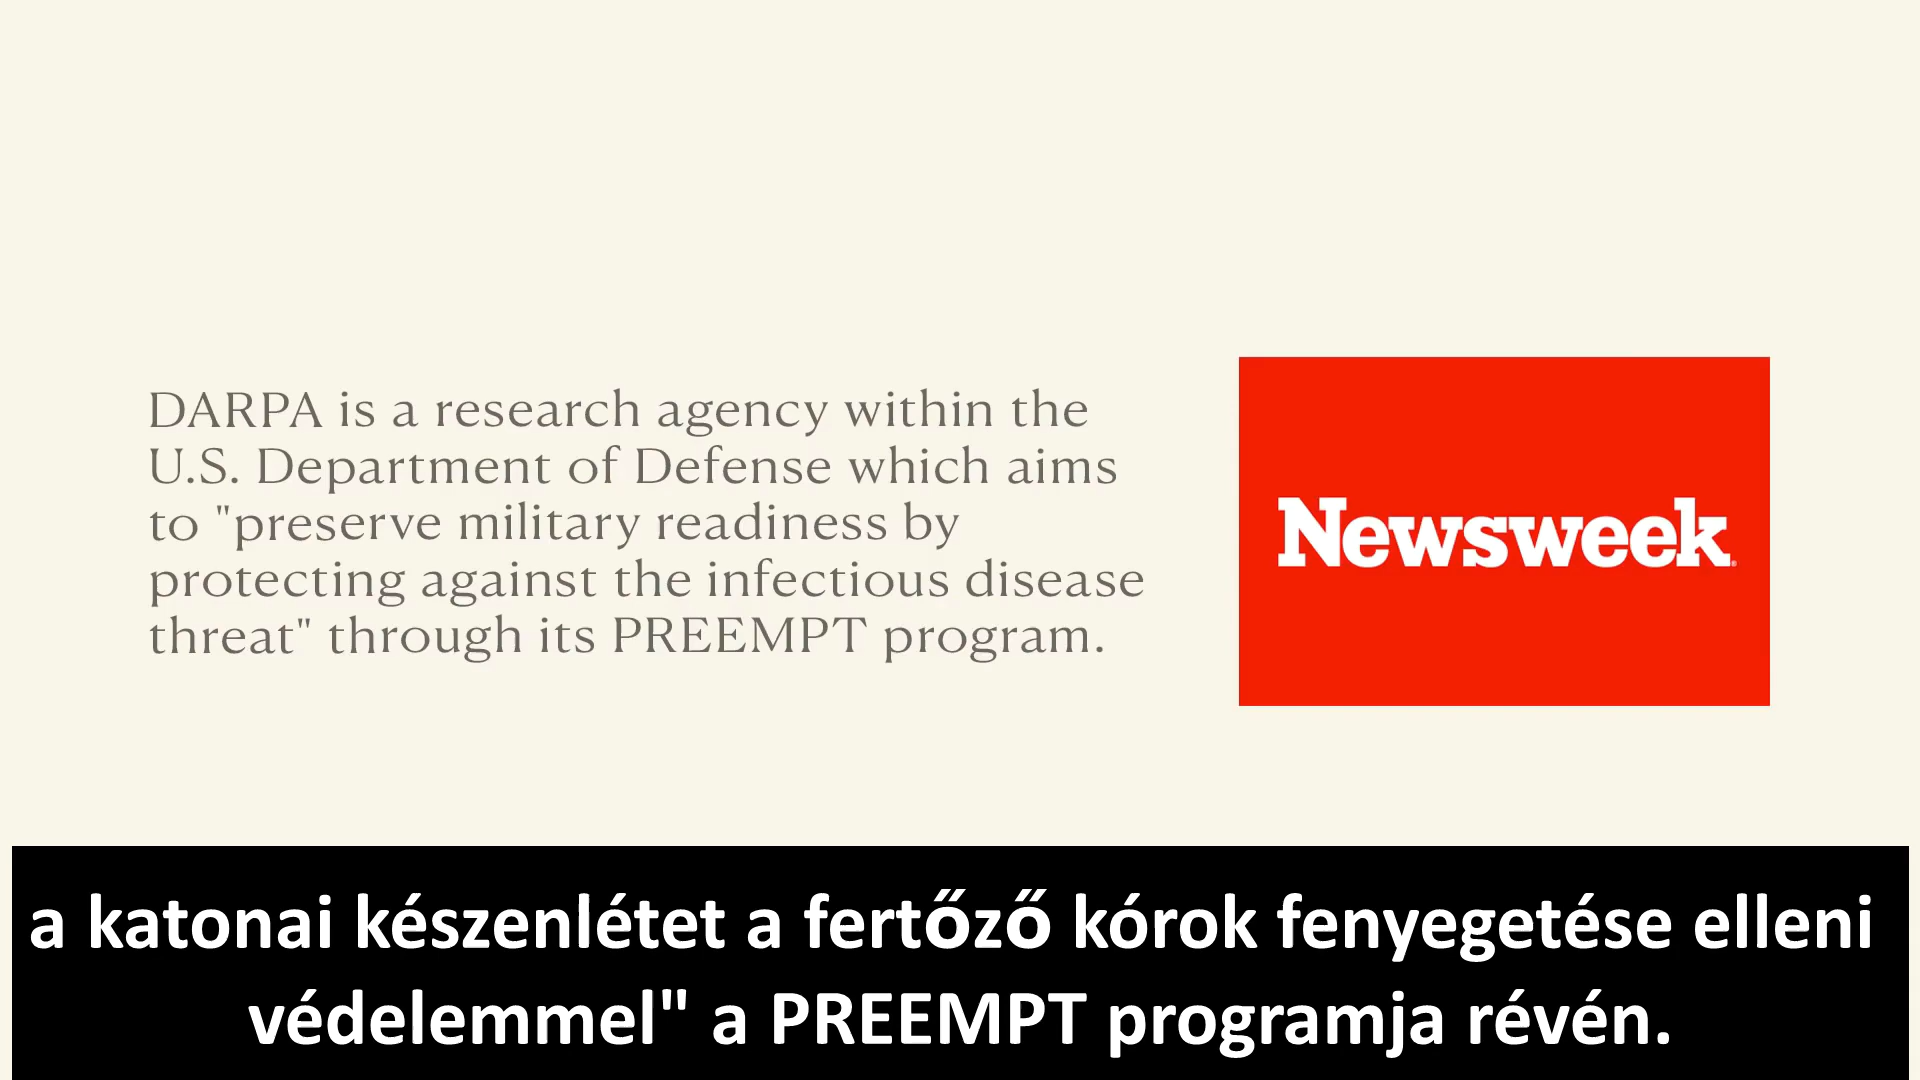 DARPA is a research agency within the
U.S. Department of Defense which aims
to "preserve military readiness by
protecting against the infectious disease
threat" through its PREEMPT program.
Newsweek
a katonai készenlétet a fertőző kórok fenyegetése elleni
védelemmel" a PREEMPT programja révén.